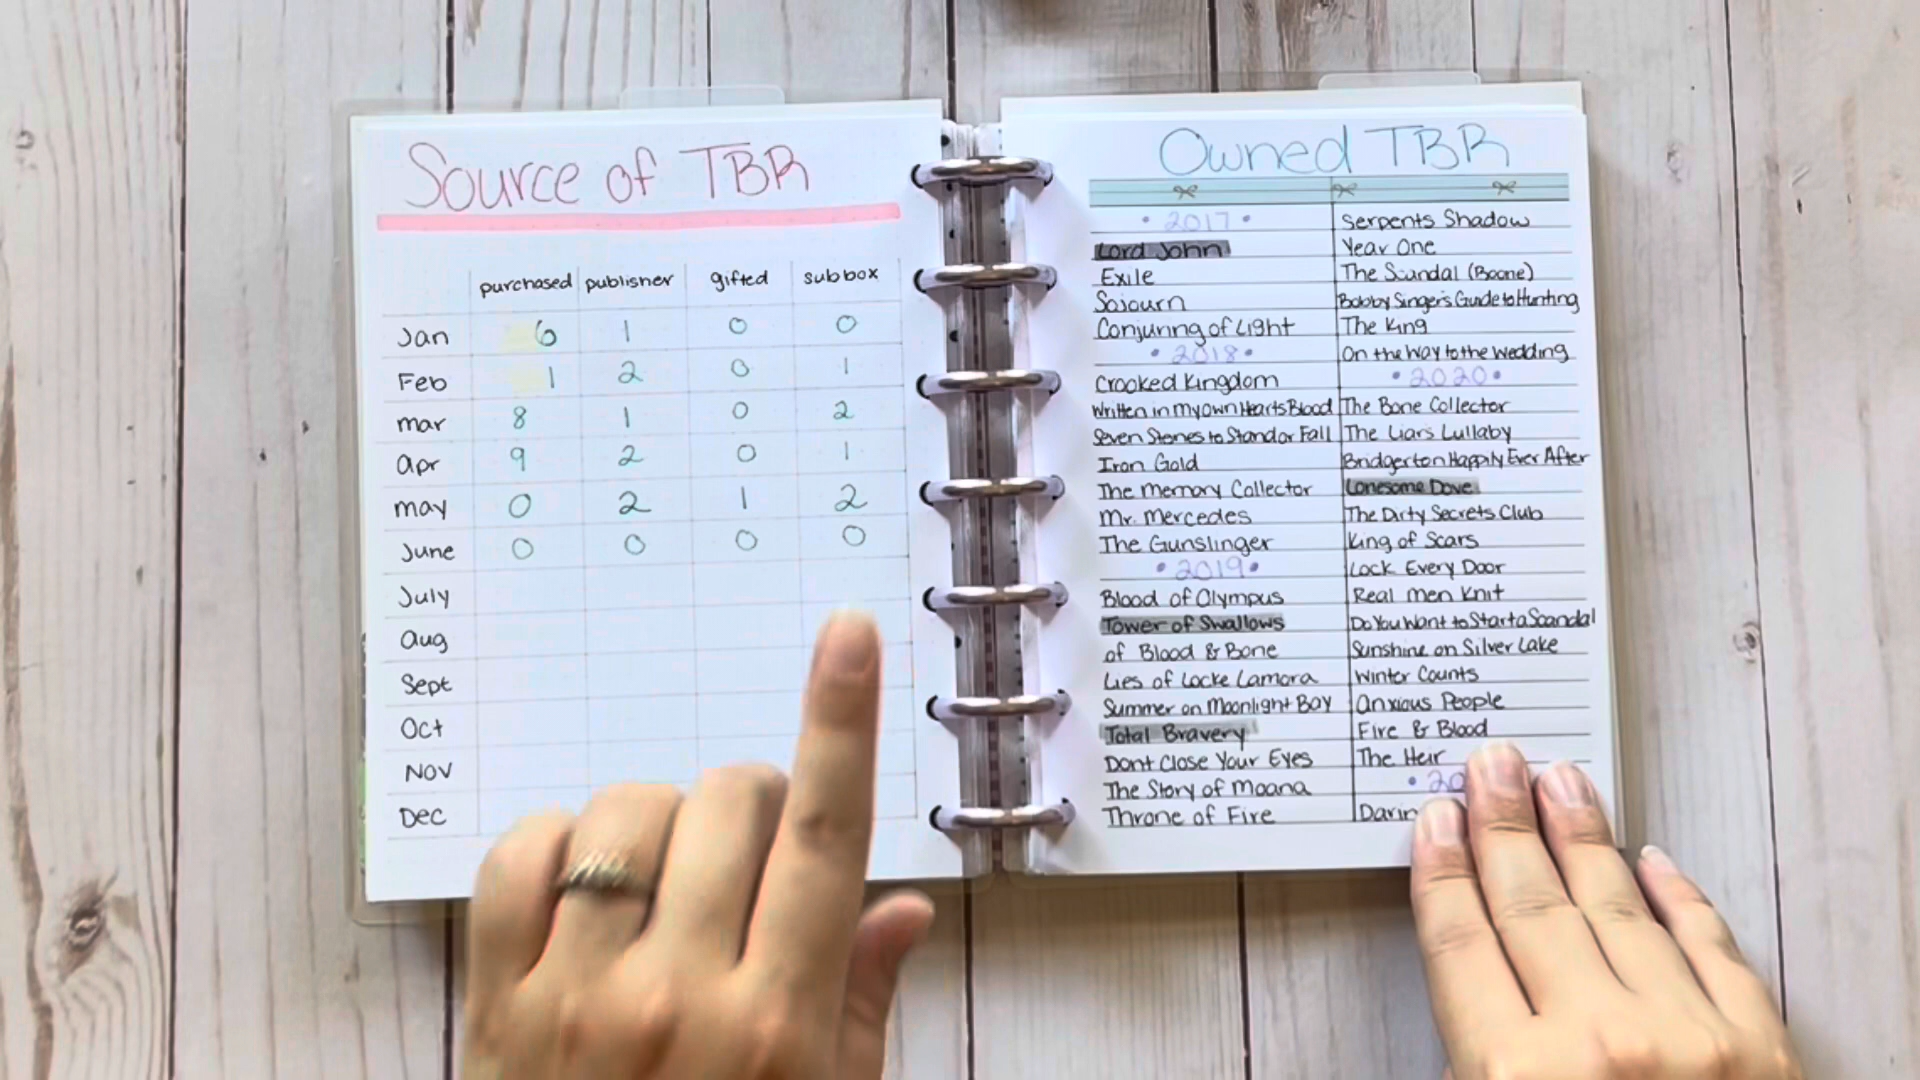 Source of TBR
purchased publisher gifted sub box
Jan 6 1 0 0
Feb 1 2 0 1
mar 8 1 0 2
apr 9 2 0 1
may 0 2 1 2
June 0 0 0 0
July
aug
Sept
Oct
Nov
Dec
Owned TBR
• 2017 •
Lord John
Exile
Sojourn
Conjuring of Light
• 2018 •
Crooked Kingdom
Written in my own Hearts Blood
Seven Stones to Stand or Fall
Iron Gold
The Memory Collector
Mr. Mercedes
The Gunslinger
• 2019 •
Blood of Olympus
Tower of Swallows
of Blood & Bone
Lies of Locke Lamora
Summer on Moonlight Bay
Total Bravery
Dont Close Your Eyes
The Story of Moana
Throne of Fire
Serpents Shadow
Year One
The Scandal (Boone)
Bobby Singer's Guide to Hunting
The King
On the Way to the Wedding
• 2020 •
The Bone Collector
The Liars Lullaby
Bridgerton Happily Ever After
Lonesome Dove
The Dirty Secrets Club
King of Scars
Lock Every Door
Real Men Knit
Do You Want to Start a Scandal
Sunshine on Silver Lake
Winter Counts
Anxious People
Fire & Blood
The Heir
• 20
Darin